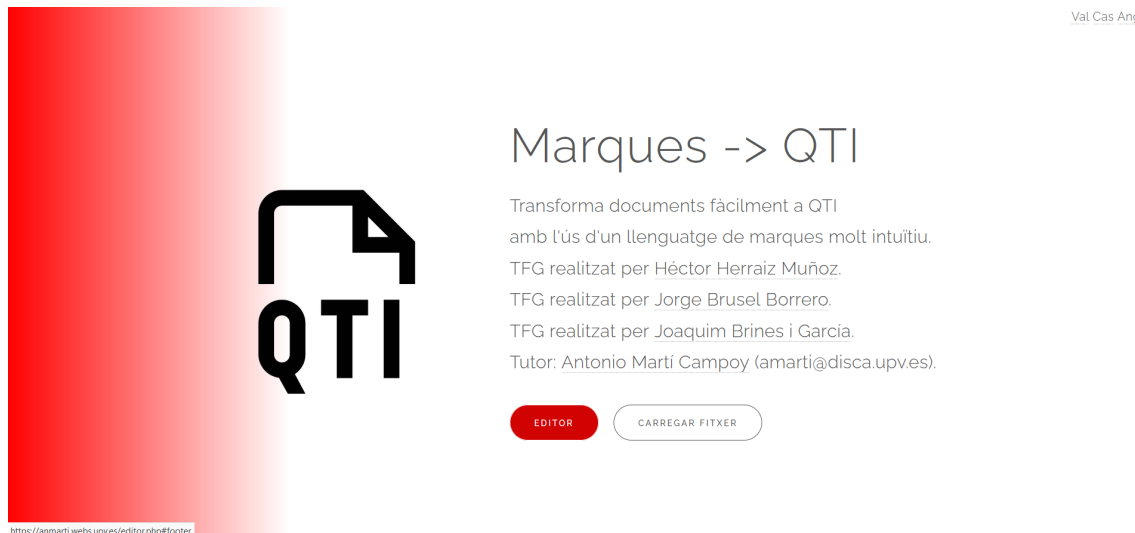 Val Cas Ang
Marques -> QTI
Transforma documents fàcilment a QTI
amb l'ús d'un llenguatge de marques molt intuïtiu.
TFG realitzat per Héctor Herraiz Muñoz.
TFG realitzat per Jorge Brusel Borrero.
TFG realitzat per Joaquim Brines i García.
Tutor: Antonio Martí Campoy (amarti@disca.upv.es).
QTI
EDITOR CARREGAR FITXER
https://anmarti.webs.upv.es/editor.php#footer